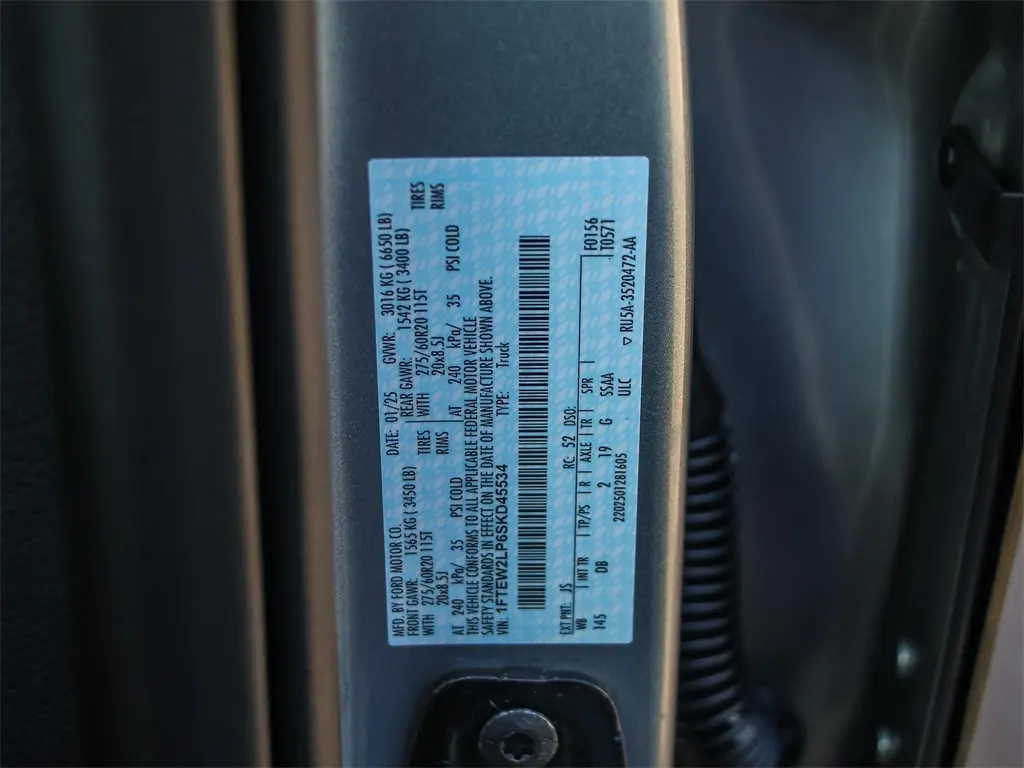 MFD. BY FORD MOTOR CO. DATE: 01/25 GVWR: 3016 KG ( 6650 LB)
FRONT GAWR: 1565 KG ( 3450 LB) REAR GAWR: 1542 KG ( 3400 LB)
WITH 275/60R20 115T TIRES WITH 275/60R20 115T TIRES
20x8.5J RIMS 20x8.5J RIMS
AT 240 kPa/ 35 PSI COLD AT 240 kPa/ 35 PSI COLD
THIS VEHICLE CONFORMS TO ALL APPLICABLE FEDERAL MOTOR VEHICLE
SAFETY STANDARDS IN EFFECT ON THE DATE OF MANUFACTURE SHOWN ABOVE.
VIN: 1FTEW2LP6SKD45534 TYPE: Truck
EXT PNT: JS RC: 52 DSO: F0156
WB INT TR TP/PS R AXLE TR SPR T0571
145 DB 2 19 G SSAA
2202501281605 ULC ▽ RU5A-3520472-AA